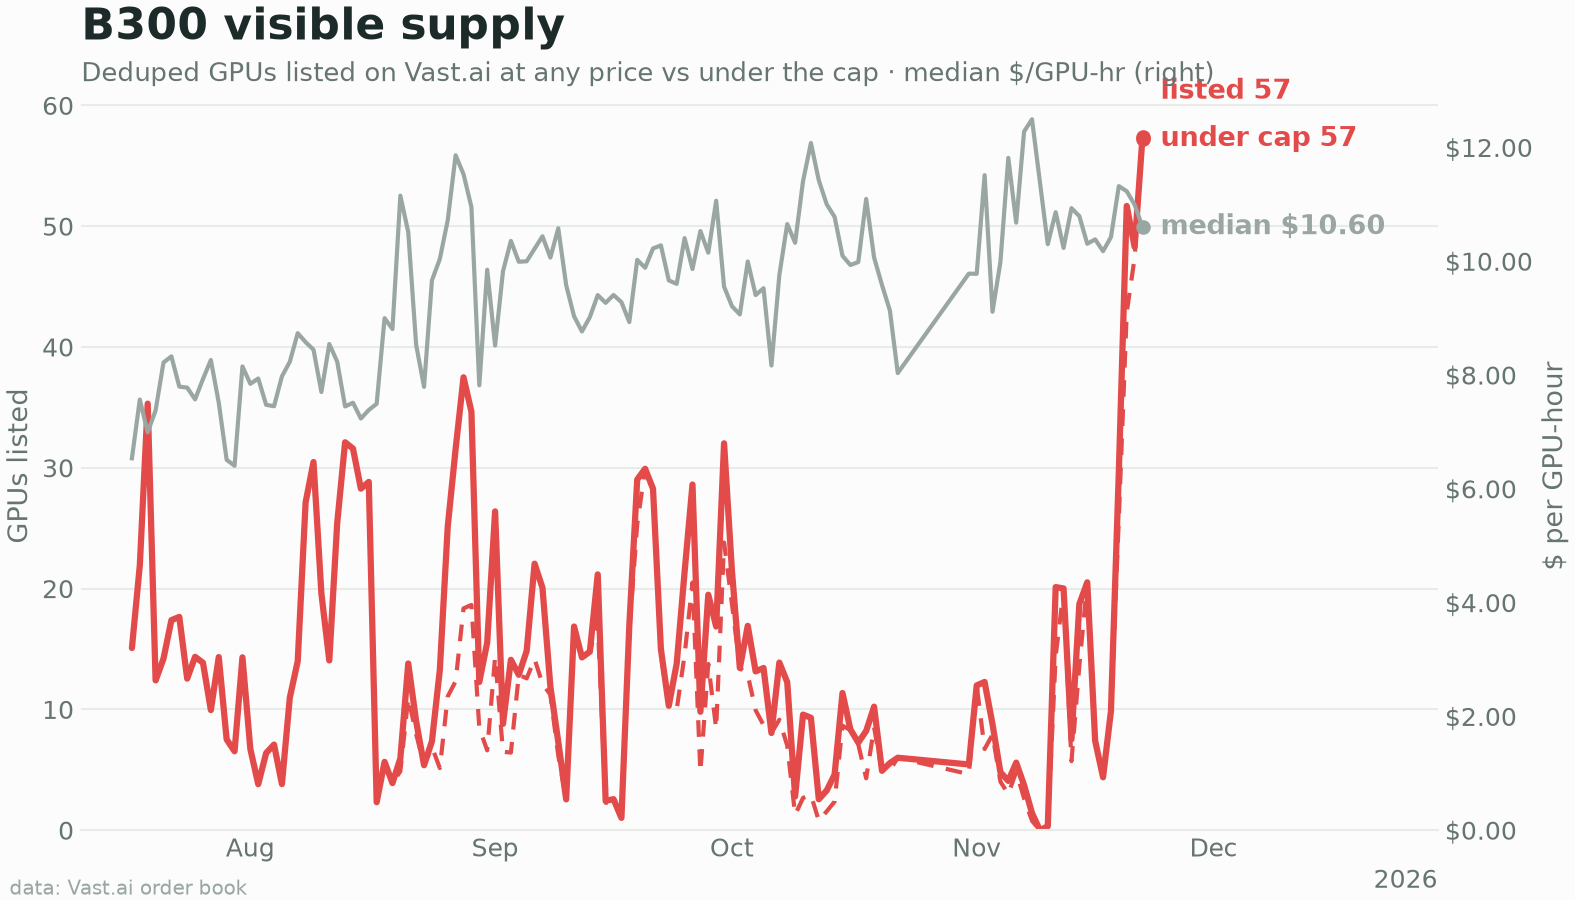 B300 visible supply
Deduped GPUs listed on Vast.ai at any price vs under the cap · median $/GPU-hr (right)
listed 57
under cap 57
median $10.60
GPUs listed
60
50
40
30
20
10
0
$12.00
$10.00
$8.00
$6.00
$4.00
$2.00
$0.00
$ per GPU-hour
Aug Sep Oct Nov Dec
2026
data: Vast.ai order book